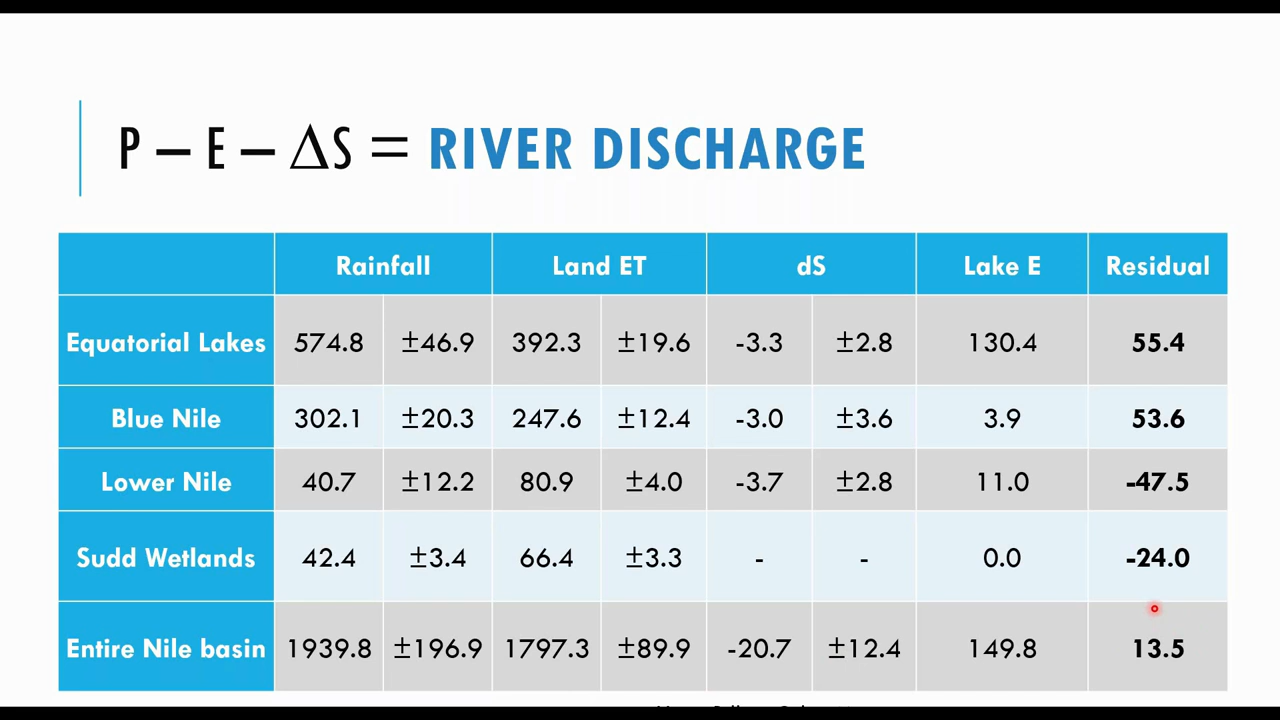 P – E – ΔS = RIVER DISCHARGE
Rainfall Land ET dS Lake E Residual
Equatorial Lakes 574.8 ±46.9 392.3 ±19.6 -3.3 ±2.8 130.4 55.4
Blue Nile 302.1 ±20.3 247.6 ±12.4 -3.0 ±3.6 3.9 53.6
Lower Nile 40.7 ±12.2 80.9 ±4.0 -3.7 ±2.8 11.0 -47.5
Sudd Wetlands 42.4 ±3.4 66.4 ±3.3 - - 0.0 -24.0
Entire Nile basin 1939.8 ±196.9 1797.3 ±89.9 -20.7 ±12.4 149.8 13.5